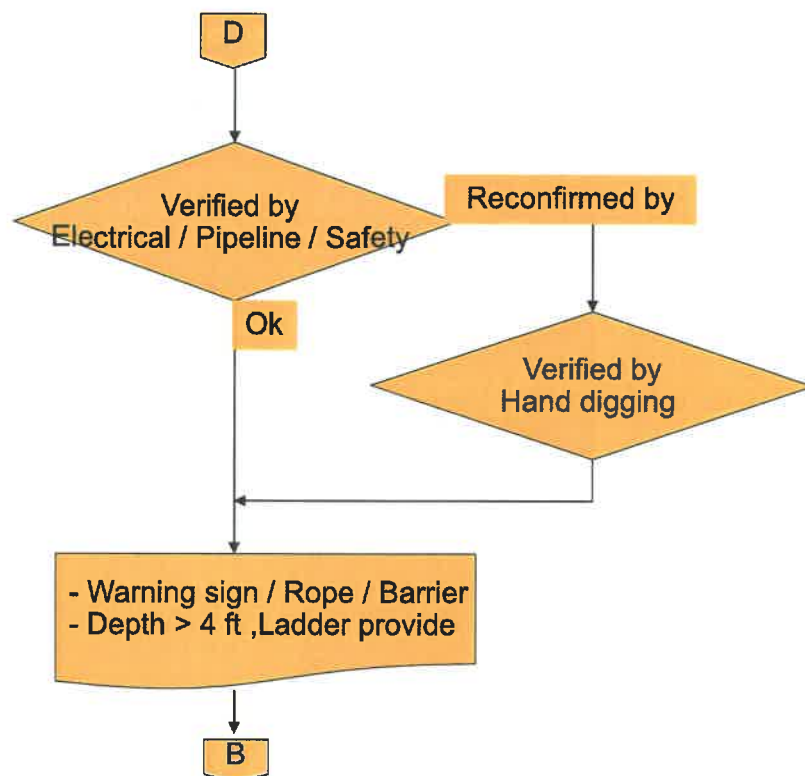 D
Verified by
Electrical / Pipeline / Safety
Reconfirmed by
Ok
Verified by
Hand digging
- Warning sign / Rope / Barrier
- Depth > 4 ft ,Ladder provide
B